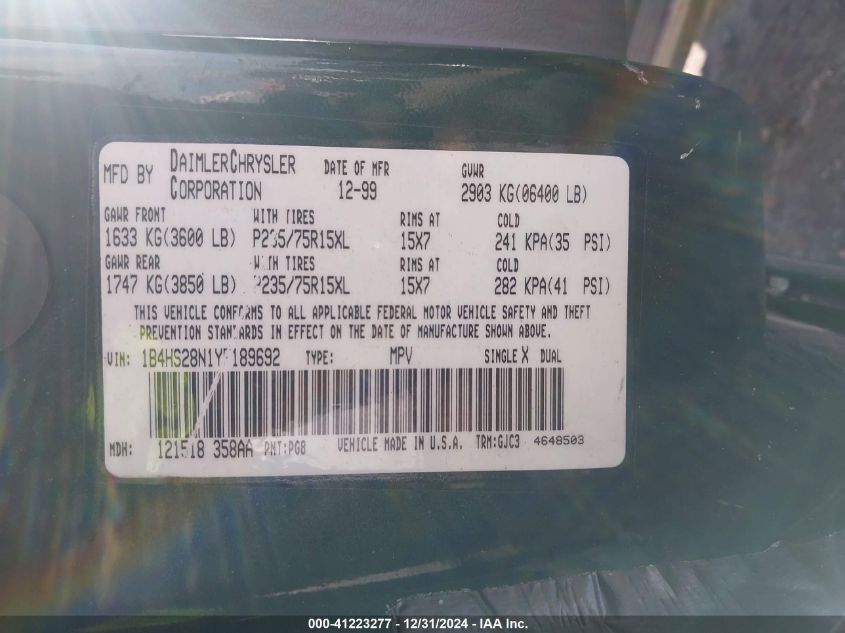 MFD BY DAIMLERCHRYSLER CORPORATION DATE OF MFR 12-99 GVWR 2903 KG(06400 LB)
GAWR FRONT WITH TIRES RIMS AT COLD
1633 KG(3600 LB) P235/75R15XL 15X7 241 KPA(35 PSI)
GAWR REAR WITH TIRES RIMS AT COLD
1747 KG(3850 LB) P235/75R15XL 15X7 282 KPA(41 PSI)
THIS VEHICLE CONFORMS TO ALL APPLICABLE FEDERAL MOTOR VEHICLE SAFETY AND THEFT
PREVENTION STANDARDS IN EFFECT ON THE DATE OF MANUFACTURE SHOWN ABOVE.
VIN: TYPE: MPV SINGLE X DUAL
MDH: 358AA PNT:PG8 VEHICLE MADE IN U.S.A. TRM:GJC3 4648503
000-41223277 - 12/31/2024 - IAA Inc.